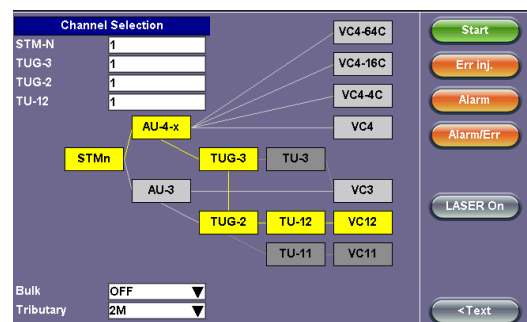 Channel Selection
STM-N 1
TUG-3 1
TUG-2 1
TU-12 1
VC4-64C
VC4-16C
VC4-4C
AU-4-x VC4
STMn TUG-3 TU-3
AU-3 VC3
TUG-2 TU-12 VC12
TU-11 VC11
Bulk OFF
Tributary 2M
Start
Err inj.
Alarm
Alarm/Err
LASER On
<Text